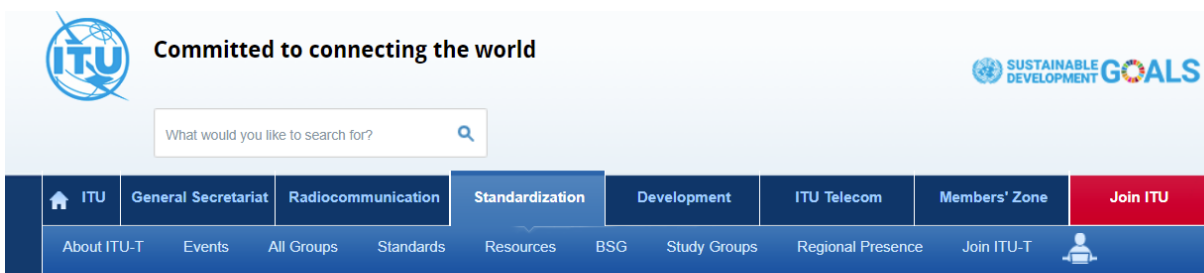 ITU
Committed to connecting the world
SUSTAINABLE
DEVELOPMENT
GOALS
What would you like to search for?
ITU General Secretariat Radiocommunication Standardization Development ITU Telecom Members' Zone Join ITU
About ITU-T Events All Groups Standards Resources BSG Study Groups Regional Presence Join ITU-T